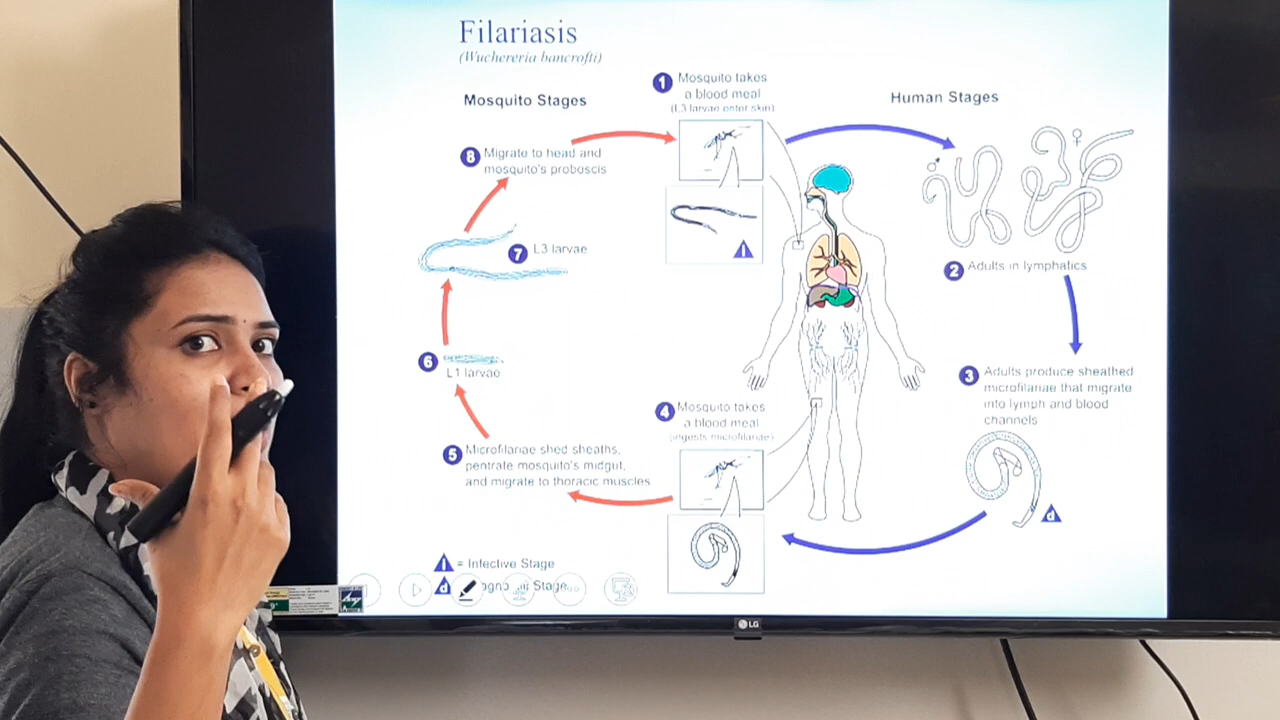 Filariasis
(Wuchereria bancrofti)
Mosquito Stages
Human Stages
1 Mosquito takes
a blood meal
(L3 larvae enter skin)
8 Migrate to head and
mosquito's proboscis
7 L3 larvae
i
♂
♀
2 Adults in lymphatics
6
L1 larvae
3 Adults produce sheathed
microfilariae that migrate
into lymph and blood
channels
4 Mosquito takes
a blood meal
(ingests microfilariae)
5 Microfilariae shed sheaths,
pentrate mosquito's midgut,
and migrate to thoracic muscles
d
i = Infective Stage
d Stage
LG